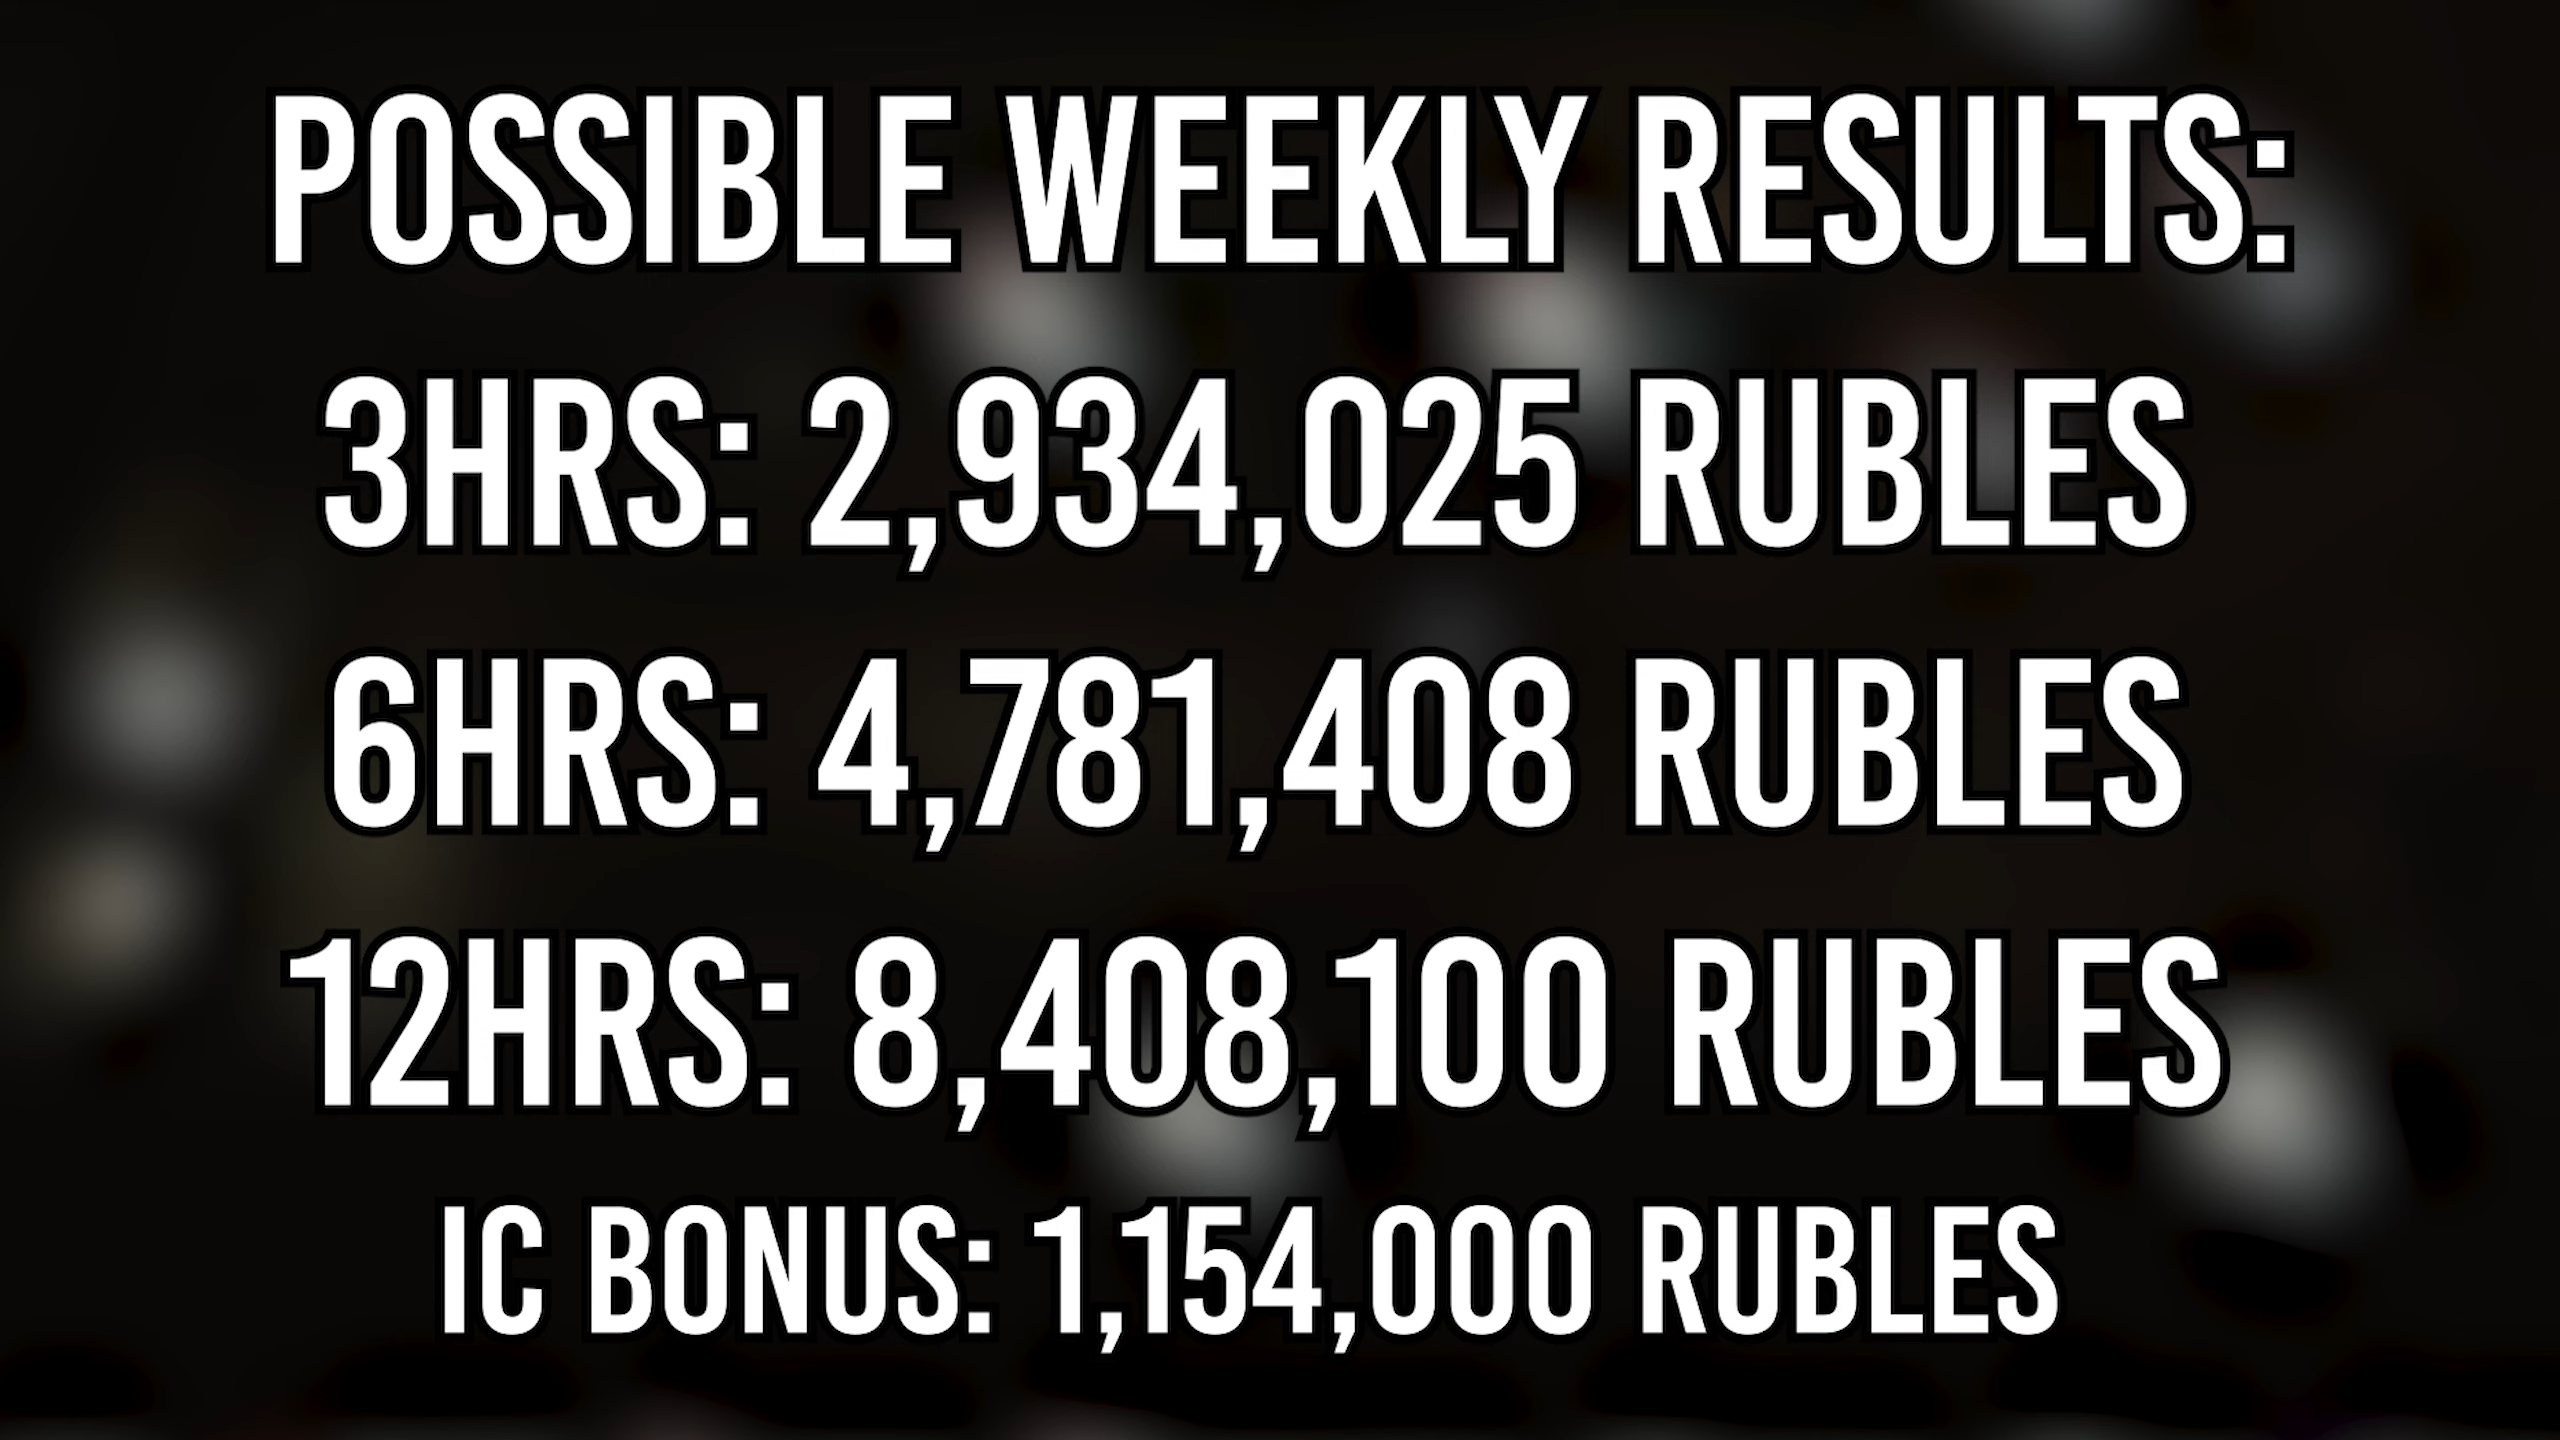 POSSIBLE WEEKLY RESULTS:
3HRS: 2,934,025 RUBLES
6HRS: 4,781,408 RUBLES
12HRS: 8,408,100 RUBLES
IC BONUS: 1,154,000 RUBLES